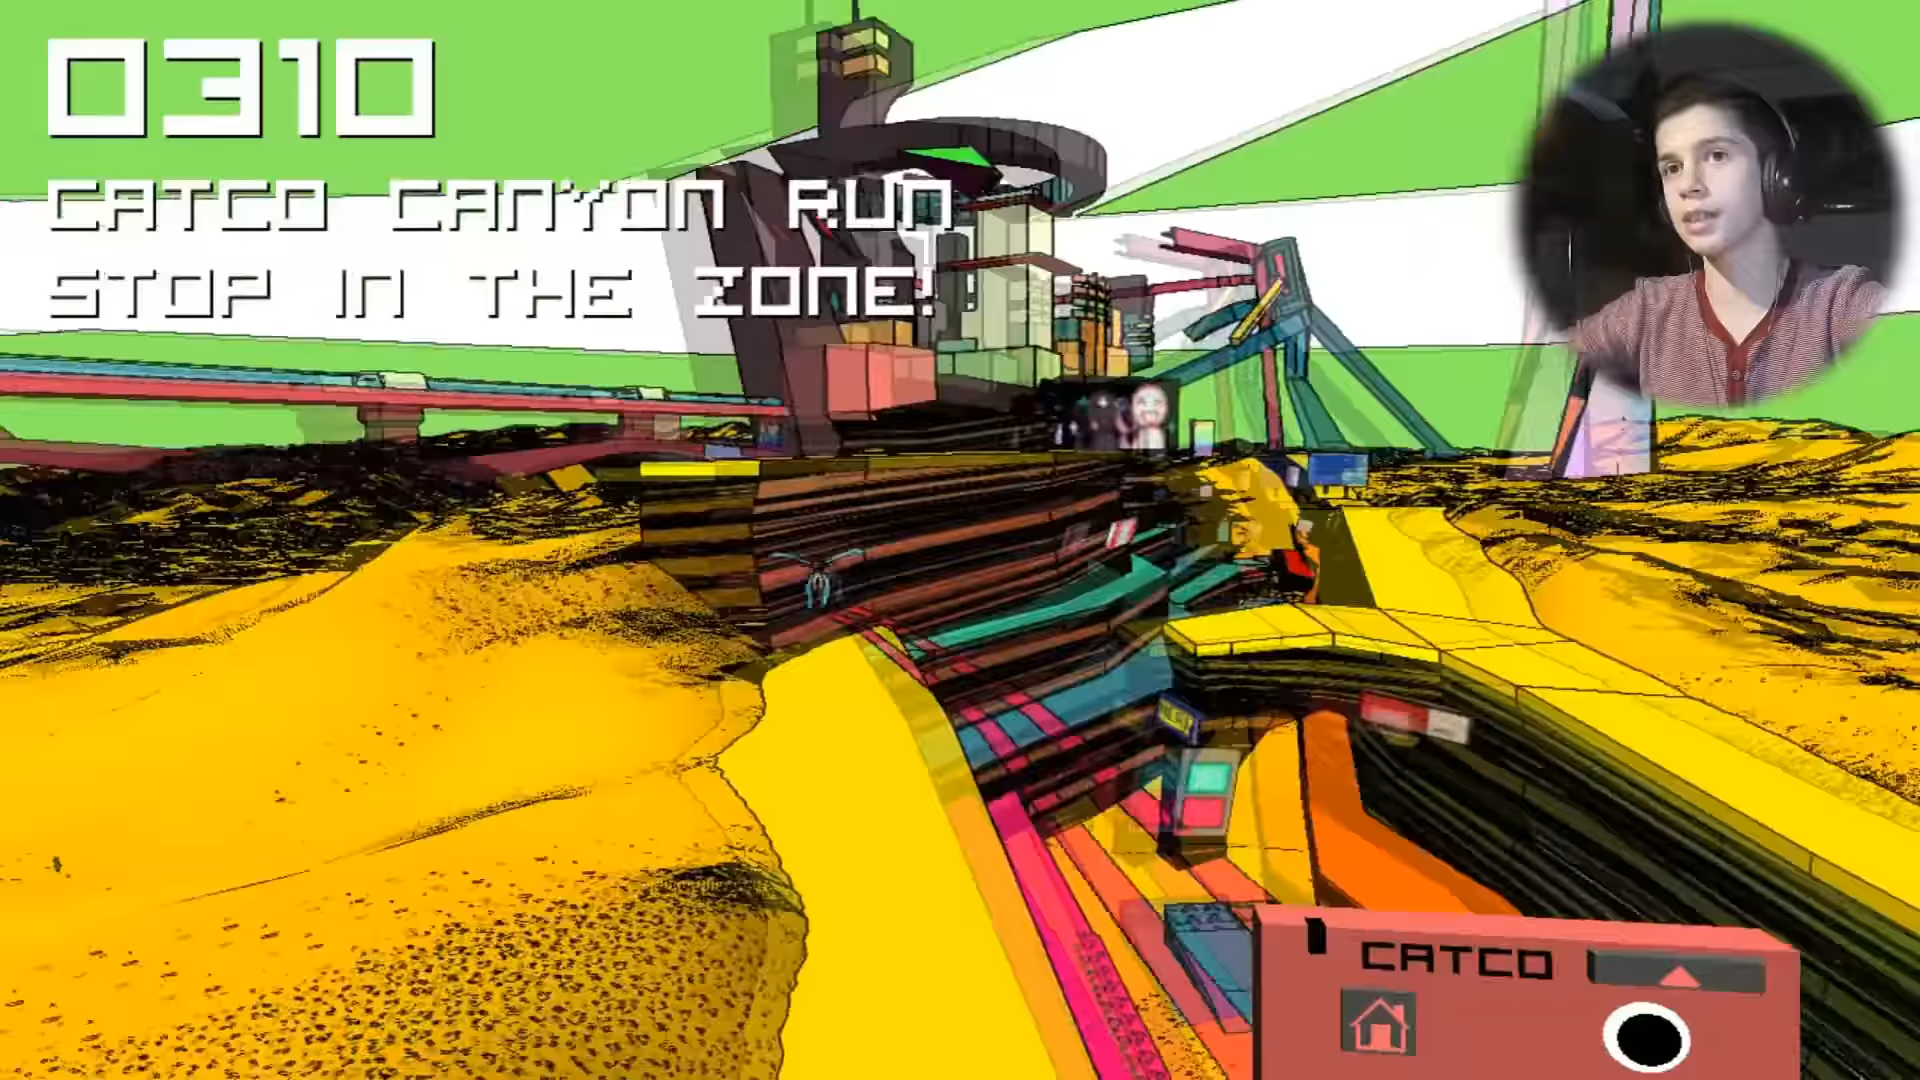 0310
CATCO CANYON RUN
STOP IN THE ZONE!
CATCO